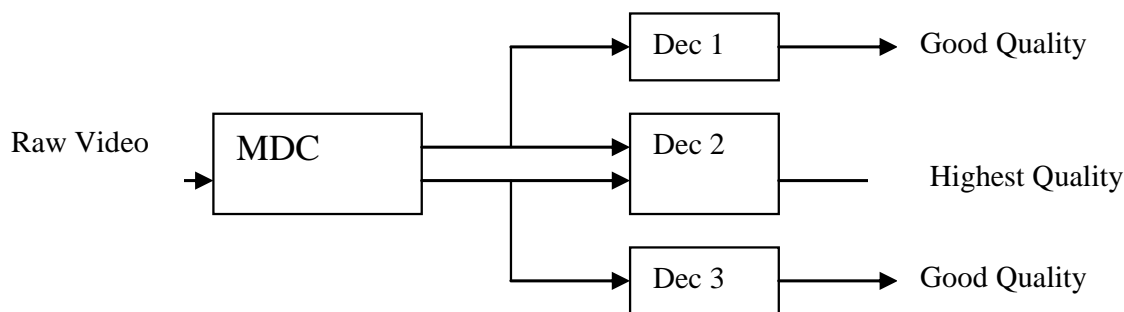 Raw Video
MDC
Dec 1
Good Quality
Dec 2
Highest Quality
Dec 3
Good Quality